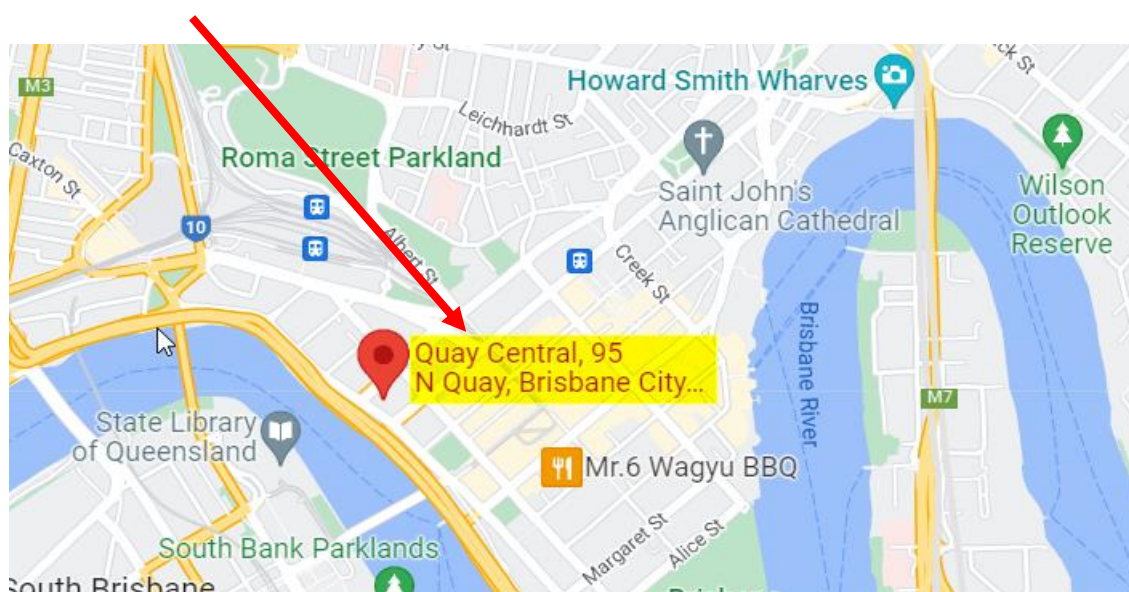 M3
Howard Smith Wharves
Leichhardt St
Caxton St
Roma Street Parkland
Saint John's
Anglican Cathedral
Wilson
Outlook
Reserve
10
Albert St
Creek St
Brisbane River
Quay Central, 95
N Quay, Brisbane City...
M7
State Library
of Queensland
Mr.6 Wagyu BBQ
Margaret St
Alice St
South Bank Parklands
South Brisbane